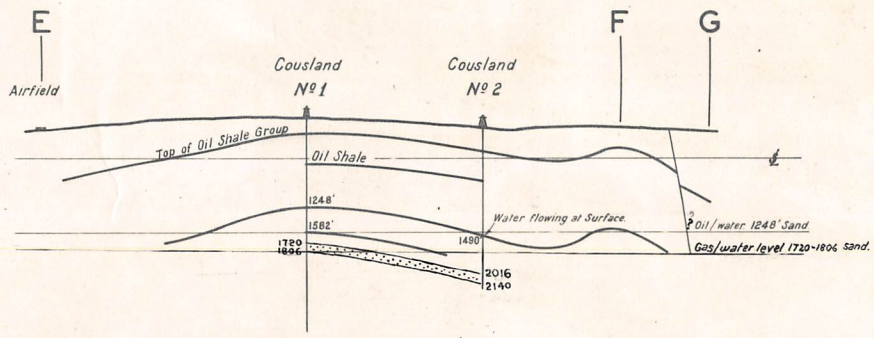 E
F
G
Airfield
Cousland
Nº 1
Cousland
Nº 2
Top of Oil Shale Group
Oil Shale
1248'
1582'
1720
1806
Water flowing at Surface.
1490'
2016
2140
? Oil/water 1248' Sand
Gas/water level 1720-1806 sand.